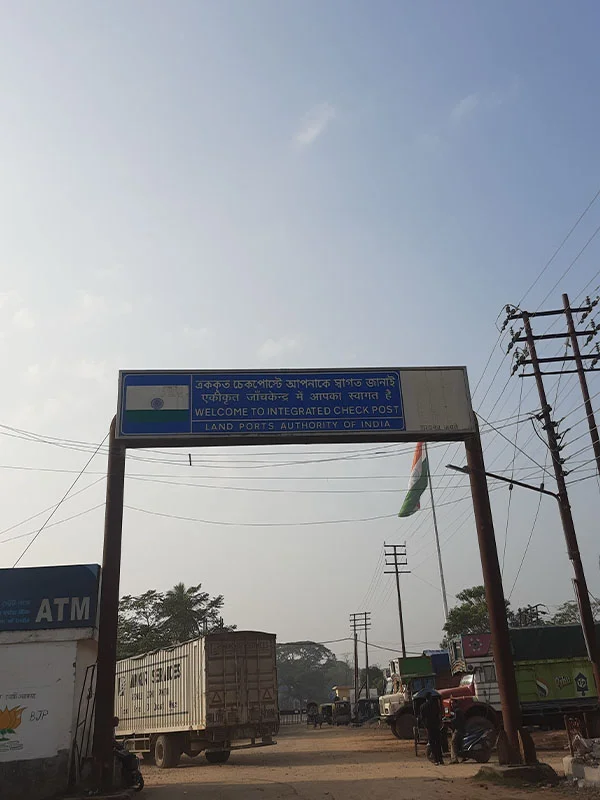 এককৃত চেকপোস্টে আপনাকে স্বাগত জানাই
एकीकृत जाँचकेन्द्र में आपका स्वागत है
WELCOME TO INTEGRATED CHECK POST
LAND PORTS AUTHORITY OF INDIA
ATM
BJP